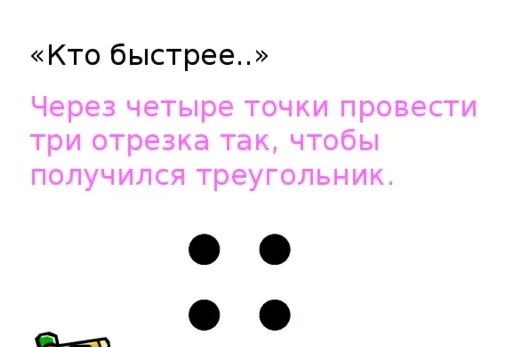 «Кто быстрее..»
Через четыре точки провести
три отрезка так, чтобы
получился треугольник.